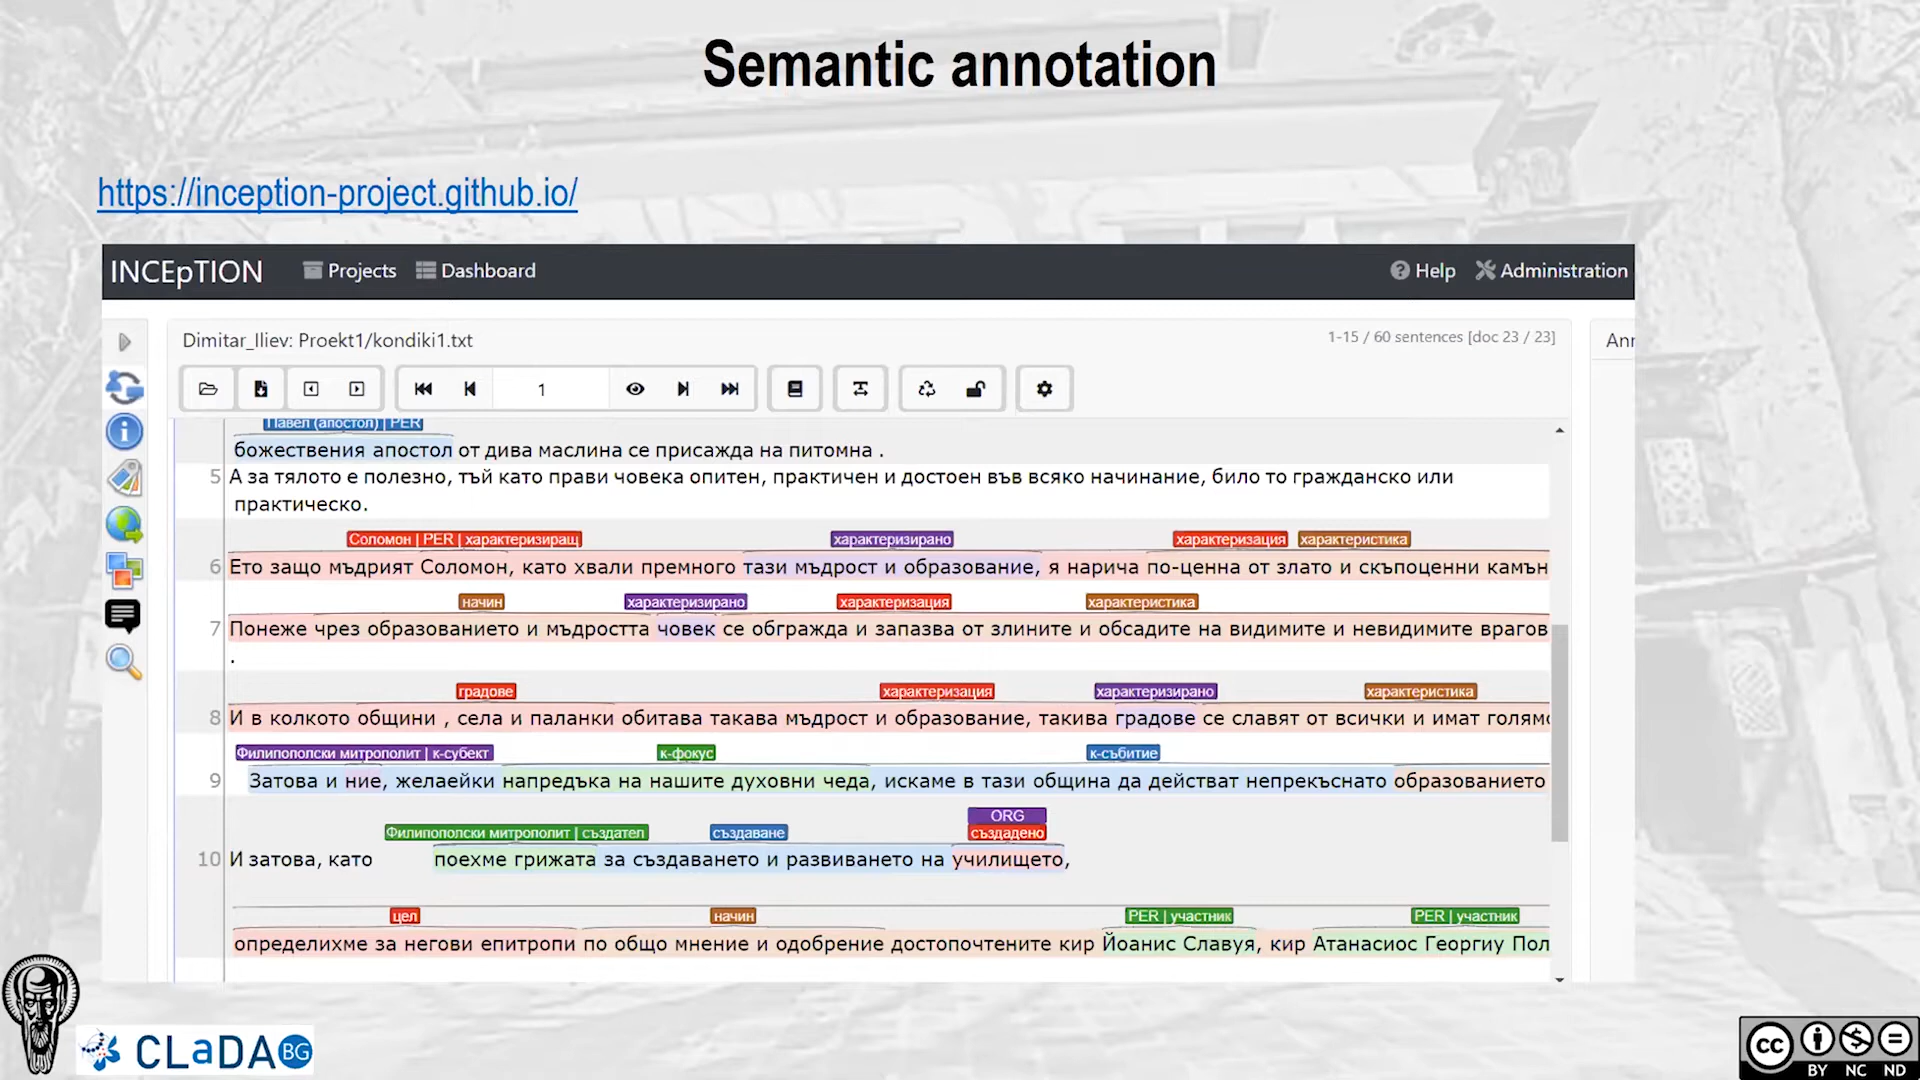 Semantic annotation
https://inception-project.github.io/
INCEpTION Projects Dashboard Help Administration
Dimitar_Iliev: Proekt1/kondiki1.txt 1-15 / 60 sentences [doc 23 / 23] Anr
1
Павел (апостол) | PER
божествения апостол от дива маслина се присажда на питомна .
5 А за тялото е полезно, тъй като прави човека опитен, практичен и достоен във всяко начинание, било то гражданско или
практическо.
Соломон | PER | характеризиращ характеризирано характеризация характеристика
6 Ето защо мъдрият Соломон, като хвали премного тази мъдрост и образование, я нарича по-ценна от злато и скъпоценни камън
начин характеризирано характеризация характеристика
7 Понеже чрез образованието и мъдростта човек се обгражда и запазва от злините и обсадите на видимите и невидимите врагов
.
градове характеризация характеризирано характеристика
8 И в колкото общини , села и паланки обитава такава мъдрост и образование, такива градове се славят от всички и имат голямо
Филипополски митрополит | к-субект к-фокус к-събитие
9 Затова и ние, желаейки напредъка на нашите духовни чеда, искаме в тази община да действат непрекъснато образованието
ORG
Филипополски митрополит | създател създаване създадено
10 И затова, като поехме грижата за създаването и развиването на училището,
цел начин PER | участник PER | участник
определихме за негови епитропи по общо мнение и одобрение достопочтените кир Йоанис Славуя, кир Атанасиос Георгиу Пол
CLaDA BG
cc
BY NC ND